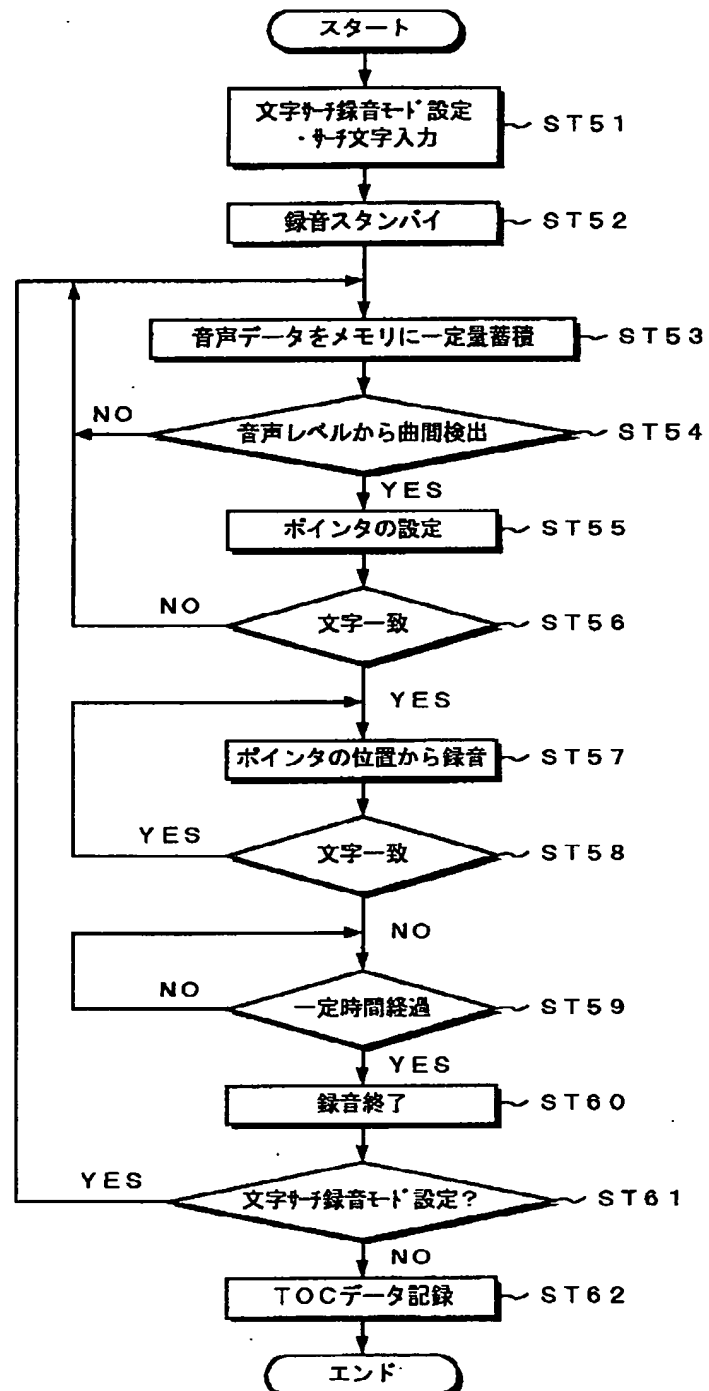 スタート
文字ｻｰﾁ録音ﾓｰﾄﾞ設定
・ｻｰﾁ文字入力
ST51
録音スタンバイ
ST52
音声データをメモリに一定量蓄積
ST53
NO
音声レベルから曲間検出
ST54
YES
ポインタの設定
ST55
NO
文字一致
ST56
YES
ポインタの位置から録音
ST57
YES
文字一致
ST58
NO
NO
一定時間経過
ST59
YES
録音終了
ST60
YES
文字ｻｰﾁ録音ﾓｰﾄﾞ設定?
ST61
NO
TOCデータ記録
ST62
エンド